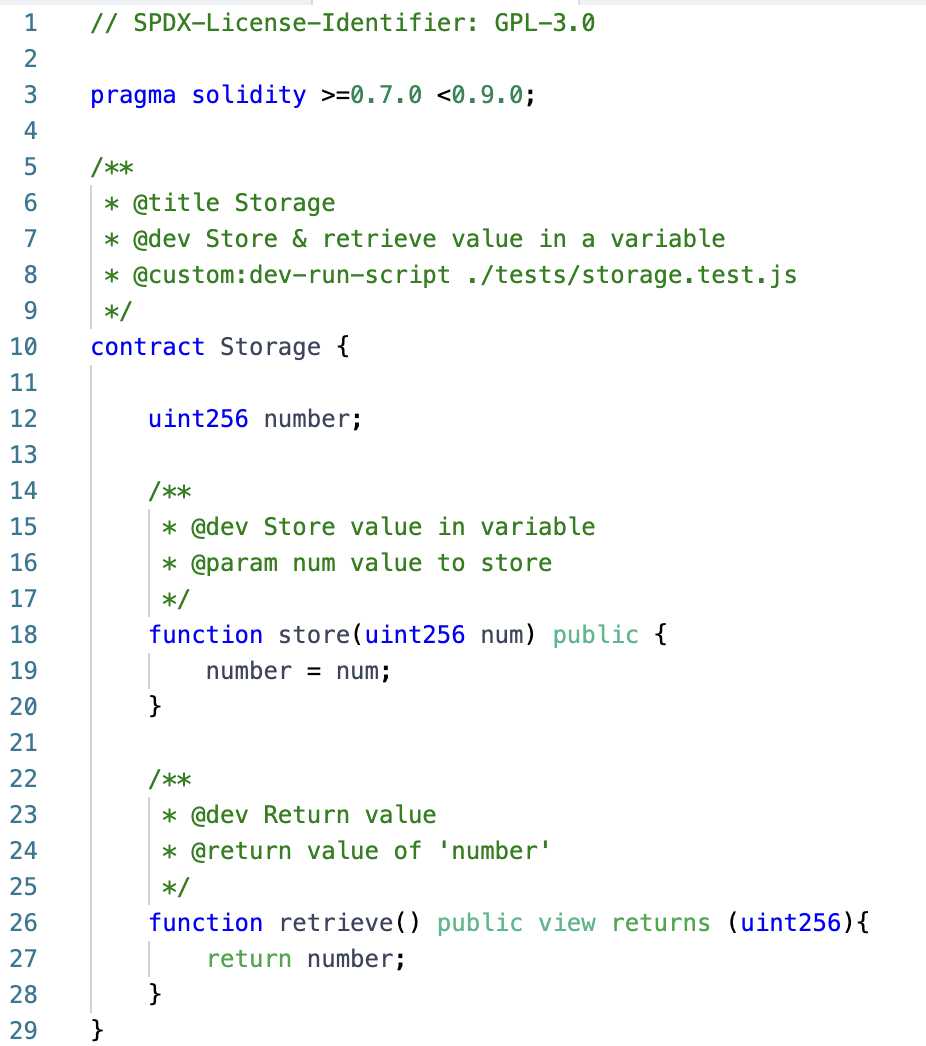 1 // SPDX-License-Identifier: GPL-3.0
2
3 pragma solidity >=0.7.0 <0.9.0;
4
5 /**
6  * @title Storage
7  * @dev Store & retrieve value in a variable
8  * @custom:dev-run-script ./tests/storage.test.js
9  */
10 contract Storage {
11
12     uint256 number;
13
14     /**
15      * @dev Store value in variable
16      * @param num value to store
17      */
18     function store(uint256 num) public {
19         number = num;
20     }
21
22     /**
23      * @dev Return value
24      * @return value of 'number'
25      */
26     function retrieve() public view returns (uint256){
27         return number;
28     }
29 }